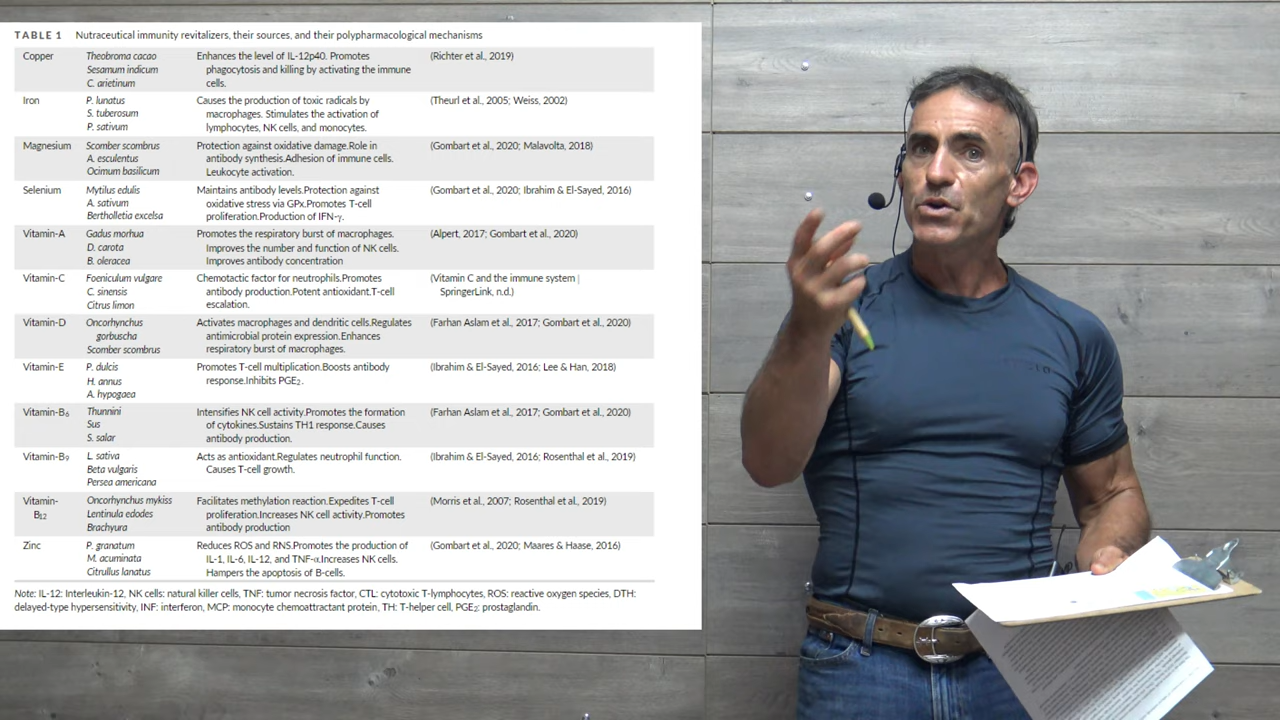 TABLE 1 Nutraceutical immunity revitalizers, their sources, and their polypharmacological mechanisms
Copper Theobroma cacao Enhances the level of IL-12p40. Promotes (Richter et al., 2019)
Sesamum indicum phagocytosis and killing by activating the immune
C. arietinum cells.
Iron P. lunatus Causes the production of toxic radicals by (Theurl et al., 2005; Weiss, 2002)
S. tuberosum macrophages. Stimulates the activation of
P. sativum lymphocytes, NK cells, and monocytes.
Magnesium Scomber scombrus Protection against oxidative damage.Role in (Gombart et al., 2020; Malavolta, 2018)
A. esculentus antibody synthesis.Adhesion of immune cells.
Ocimum basilicum Leukocyte activation.
Selenium Mytilus edulis Maintains antibody levels.Protection against (Gombart et al., 2020; Ibrahim & El-Sayed, 2016)
A. sativum oxidative stress via GPx.Promotes T-cell
Bertholletia excelsa proliferation.Production of IFN-γ.
Vitamin-A Gadus morhua Promotes the respiratory burst of macrophages. (Alpert, 2017; Gombart et al., 2020)
D. carota Improves the number and function of NK cells.
B. oleracea Improves antibody concentration
Vitamin-C Foeniculum vulgare Chemotactic factor for neutrophils.Promotes (Vitamin C and the immune system |
C. sinensis antibody production.Potent antioxidant.T-cell SpringerLink, n.d.)
Citrus limon escalation.
Vitamin-D Oncorhynchus Activates macrophages and dendritic cells.Regulates (Farhan Aslam et al., 2017; Gombart et al., 2020)
gorbuscha antimicrobial protein expression.Enhances
Scomber scombrus respiratory burst of macrophages.
Vitamin-E P. dulcis Promotes T-cell multiplication.Boosts antibody (Ibrahim & El-Sayed, 2016; Lee & Han, 2018)
H. annus response.Inhibits PGE₂.
A. hypogaea
Vitamin-B₆ Thunnini Intensifies NK cell activity.Promotes the formation (Farhan Aslam et al., 2017; Gombart et al., 2020)
Sus of cytokines.Sustains TH1 response.Causes
S. salar antibody production.
Vitamin-B₉ L. sativa Acts as antioxidant.Regulates neutrophil function. (Ibrahim & El-Sayed, 2016; Rosenthal et al., 2019)
Beta vulgaris Causes T-cell growth.
Persea americana
Vitamin- Oncorhynchus mykiss Facilitates methylation reaction.Expedites T-cell (Morris et al., 2007; Rosenthal et al., 2019)
B₁₂ Lentinula edodes proliferation.Increases NK cell activity.Promotes
Brachyura antibody production
Zinc P. granatum Reduces ROS and RNS.Promotes the production of (Gombart et al., 2020; Maares & Haase, 2016)
M. acuminata IL-1, IL-6, IL-12, and TNF-α.Increases NK cells.
Citrullus lanatus Hampers the apoptosis of B-cells.
Note: IL-12: Interleukin-12, NK cells: natural killer cells, TNF: tumor necrosis factor, CTL: cytotoxic T-lymphocytes, ROS: reactive oxygen species, DTH:
delayed-type hypersensitivity, INF: interferon, MCP: monocyte chemoattractant protein, TH: T-helper cell, PGE₂: prostaglandin.